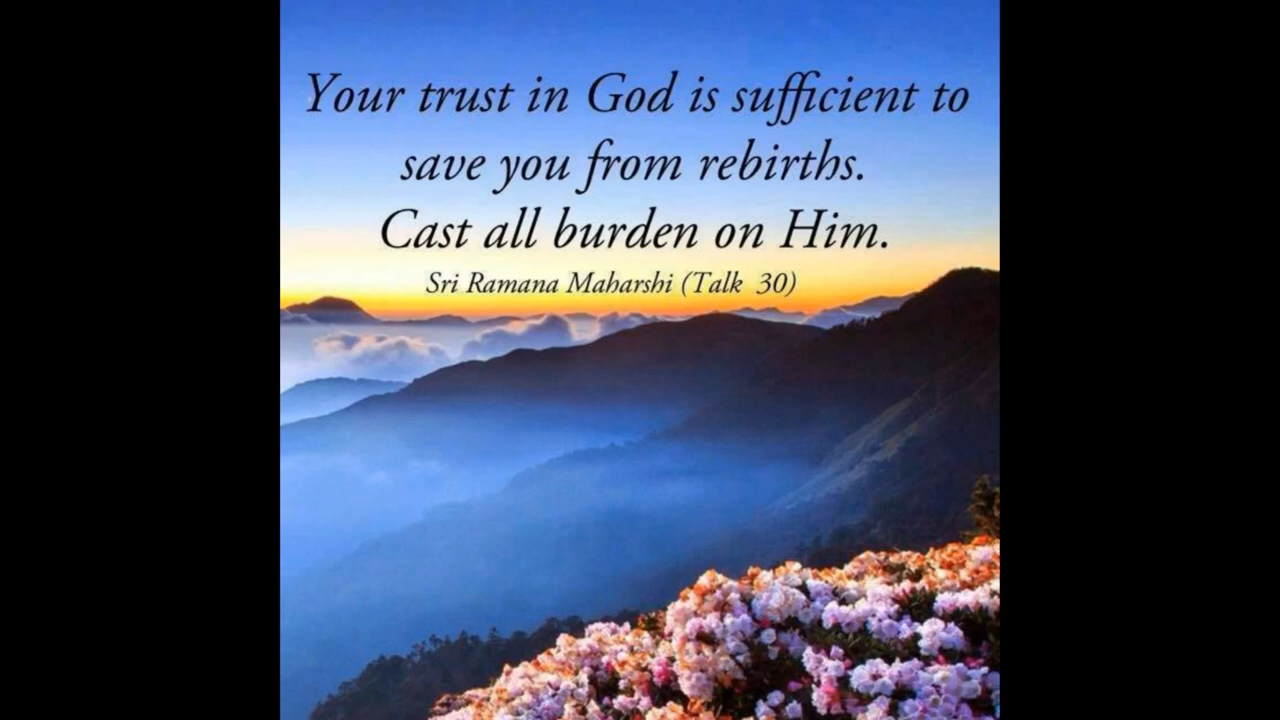 Your trust in God is sufficient to
save you from rebirths.
Cast all burden on Him.
Sri Ramana Maharshi (Talk 30)